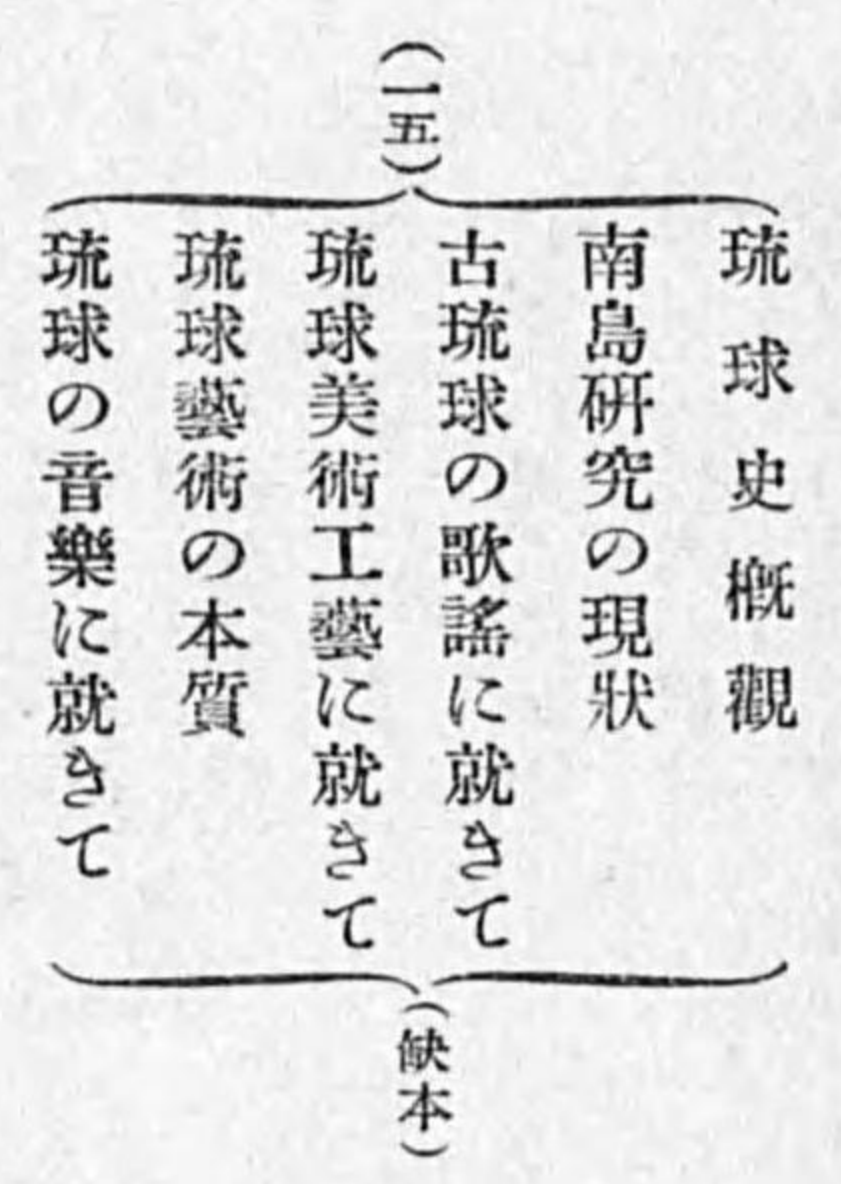 （一五）
琉球史概觀
南島研究の現狀
古琉球の歌謠に就きて
琉球美術工藝に就きて
琉球藝術の本質
琉球の音樂に就きて
（缺本）